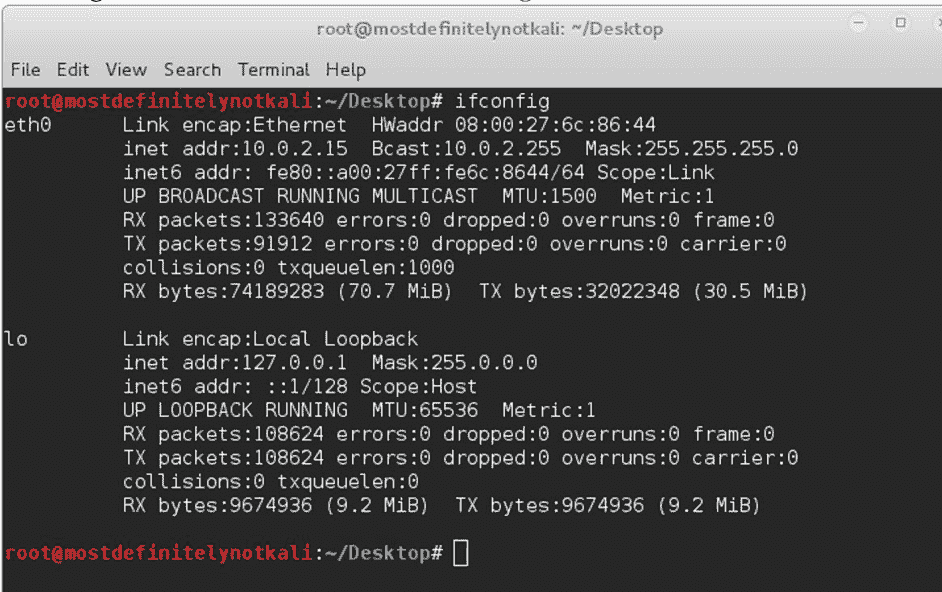 root@mostdefinitelynotkali: ~/Desktop
File Edit View Search Terminal Help
root@mostdefinitelynotkali:~/Desktop# ifconfig
eth0 Link encap:Ethernet HWaddr 08:00:27:6c:86:44
inet addr:10.0.2.15 Bcast:10.0.2.255 Mask:255.255.255.0
inet6 addr: fe80::a00:27ff:fe6c:8644/64 Scope:Link
UP BROADCAST RUNNING MULTICAST MTU:1500 Metric:1
RX packets:133640 errors:0 dropped:0 overruns:0 frame:0
TX packets:91912 errors:0 dropped:0 overruns:0 carrier:0
collisions:0 txqueuelen:1000
RX bytes:74189283 (70.7 MiB) TX bytes:32022348 (30.5 MiB)
lo Link encap:Local Loopback
inet addr:127.0.0.1 Mask:255.0.0.0
inet6 addr: ::1/128 Scope:Host
UP LOOPBACK RUNNING MTU:65536 Metric:1
RX packets:108624 errors:0 dropped:0 overruns:0 frame:0
TX packets:108624 errors:0 dropped:0 overruns:0 carrier:0
collisions:0 txqueuelen:0
RX bytes:9674936 (9.2 MiB) TX bytes:9674936 (9.2 MiB)
root@mostdefinitelynotkali:~/Desktop#